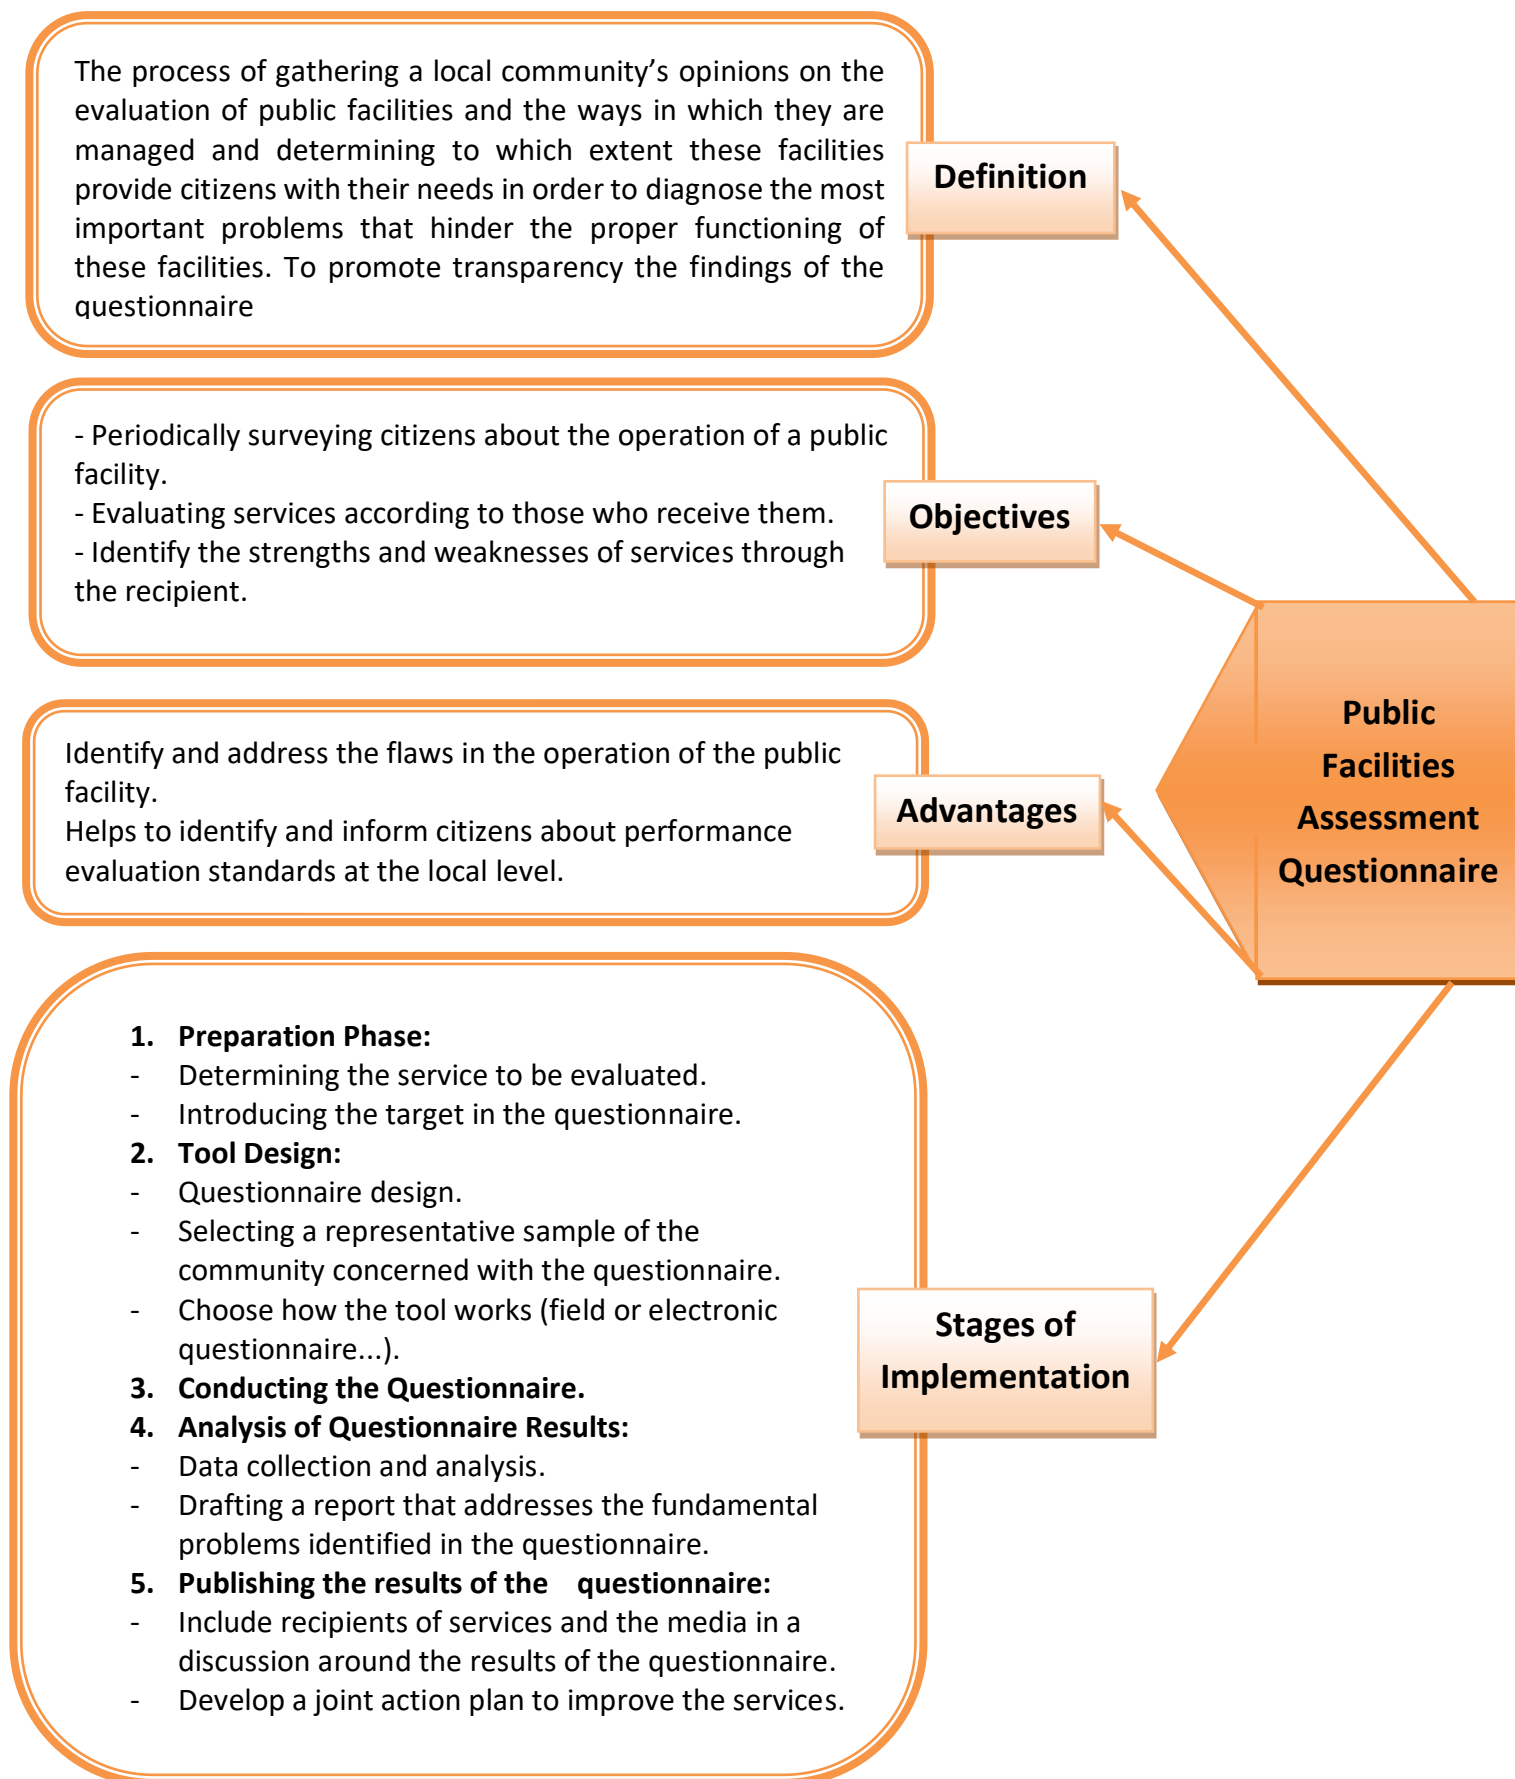 The process of gathering a local community’s opinions on the
evaluation of public facilities and the ways in which they are
managed and determining to which extent these facilities
provide citizens with their needs in order to diagnose the most
important problems that hinder the proper functioning of
these facilities. To promote transparency the findings of the
questionnaire
Definition
- Periodically surveying citizens about the operation of a public
facility.
- Evaluating services according to those who receive them.
- Identify the strengths and weaknesses of services through
the recipient.
Objectives
Identify and address the flaws in the operation of the public
facility.
Helps to identify and inform citizens about performance
evaluation standards at the local level.
Advantages
Public
Facilities
Assessment
Questionnaire
1. Preparation Phase:
- Determining the service to be evaluated.
- Introducing the target in the questionnaire.
2. Tool Design:
- Questionnaire design.
- Selecting a representative sample of the
community concerned with the questionnaire.
- Choose how the tool works (field or electronic
questionnaire...).
3. Conducting the Questionnaire.
4. Analysis of Questionnaire Results:
- Data collection and analysis.
- Drafting a report that addresses the fundamental
problems identified in the questionnaire.
5. Publishing the results of the questionnaire:
- Include recipients of services and the media in a
discussion around the results of the questionnaire.
- Develop a joint action plan to improve the services.
Stages of
Implementation